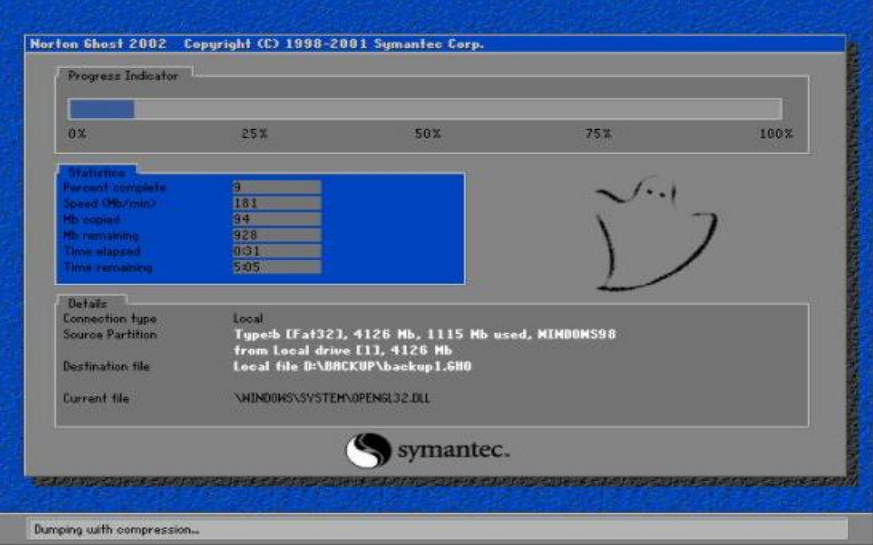 Norton Ghost 2002 Copyright (C) 1998-2001 Symantec Corp.
Progress Indicator
0% 25% 50% 75% 100%
Statistics
Percent complete 9
Speed (Mb/min) 181
Mb copied 94
Mb remaining 928
Time elapsed 0:31
Time remaining 5:05
Details
Connection type Local
Source Partition Type:b [Fat32], 4126 Mb, 1115 Mb used, WINDOWS98
from Local drive [1], 4126 Mb
Destination file Local file D:\BACKUP\backup1.GHO
Current file \WINDOWS\SYSTEM\OPENGL32.DLL
symantec.
Dumping with compression...